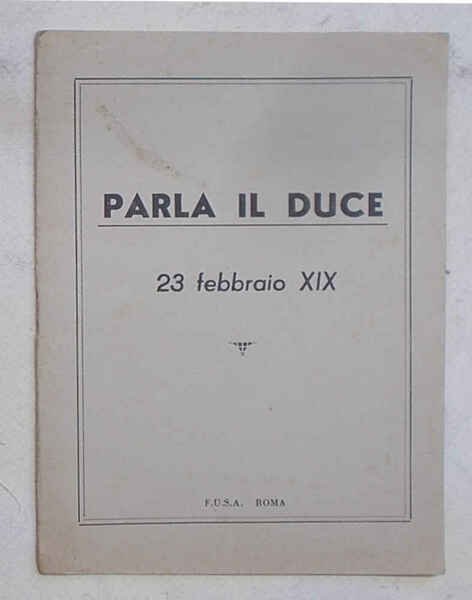 PARLA IL DUCE
23 febbraio XIX
F.U.S.A. ROMA